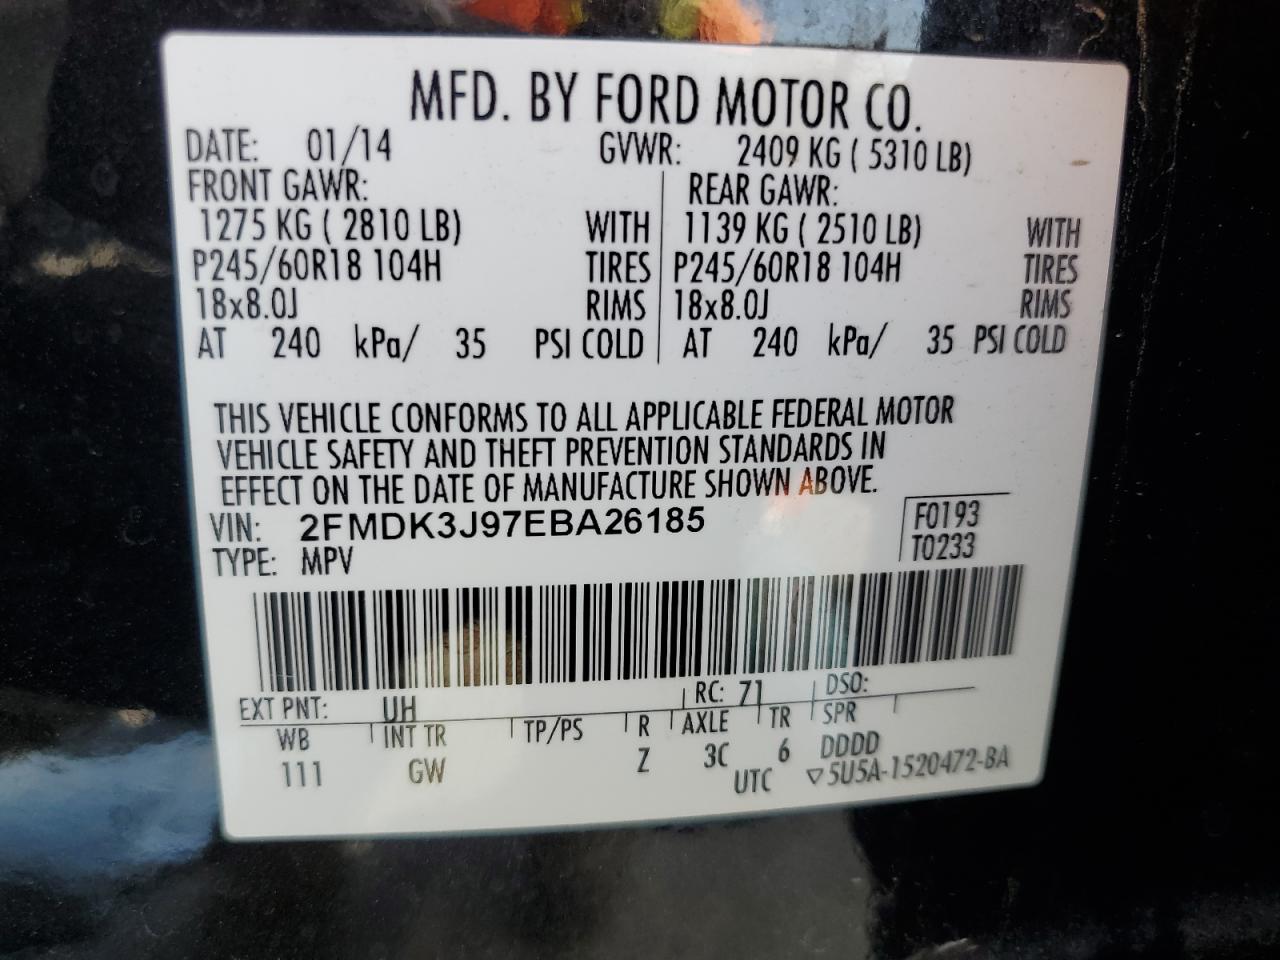 MFD. BY FORD MOTOR CO.
DATE: 01/14 GVWR: 2409 KG ( 5310 LB)
FRONT GAWR: REAR GAWR:
1275 KG ( 2810 LB) WITH 1139 KG ( 2510 LB) WITH
P245/60R18 104H TIRES P245/60R18 104H TIRES
18x8.0J RIMS 18x8.0J RIMS
AT 240 kPa/ 35 PSI COLD AT 240 kPa/ 35 PSI COLD
THIS VEHICLE CONFORMS TO ALL APPLICABLE FEDERAL MOTOR
VEHICLE SAFETY AND THEFT PREVENTION STANDARDS IN
EFFECT ON THE DATE OF MANUFACTURE SHOWN ABOVE.
VIN: 2FMDK3J97EBA26185 F0193
TYPE: MPV T0233
EXT PNT: UH RC: 71 DSO:
WB INT TR TP/PS R AXLE TR SPR
111 GW Z 3C 6 DDDD
UTC ▽5U5A-1520472-BA